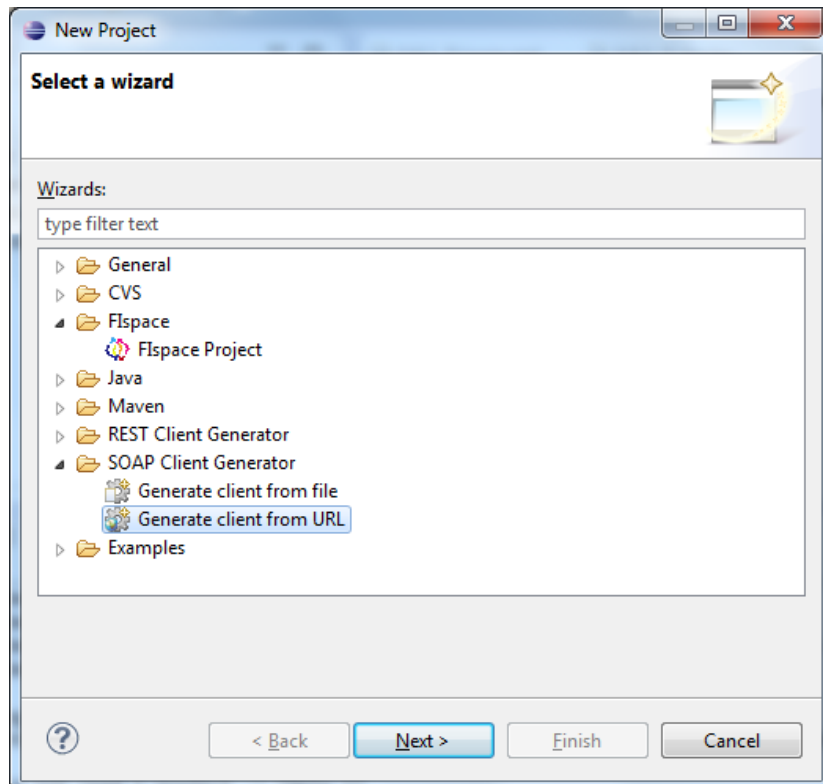 New Project
Select a wizard
Wizards:
type filter text
General
CVS
FIspace
FIspace Project
Java
Maven
REST Client Generator
SOAP Client Generator
Generate client from file
Generate client from URL
Examples
< Back Next > Finish Cancel